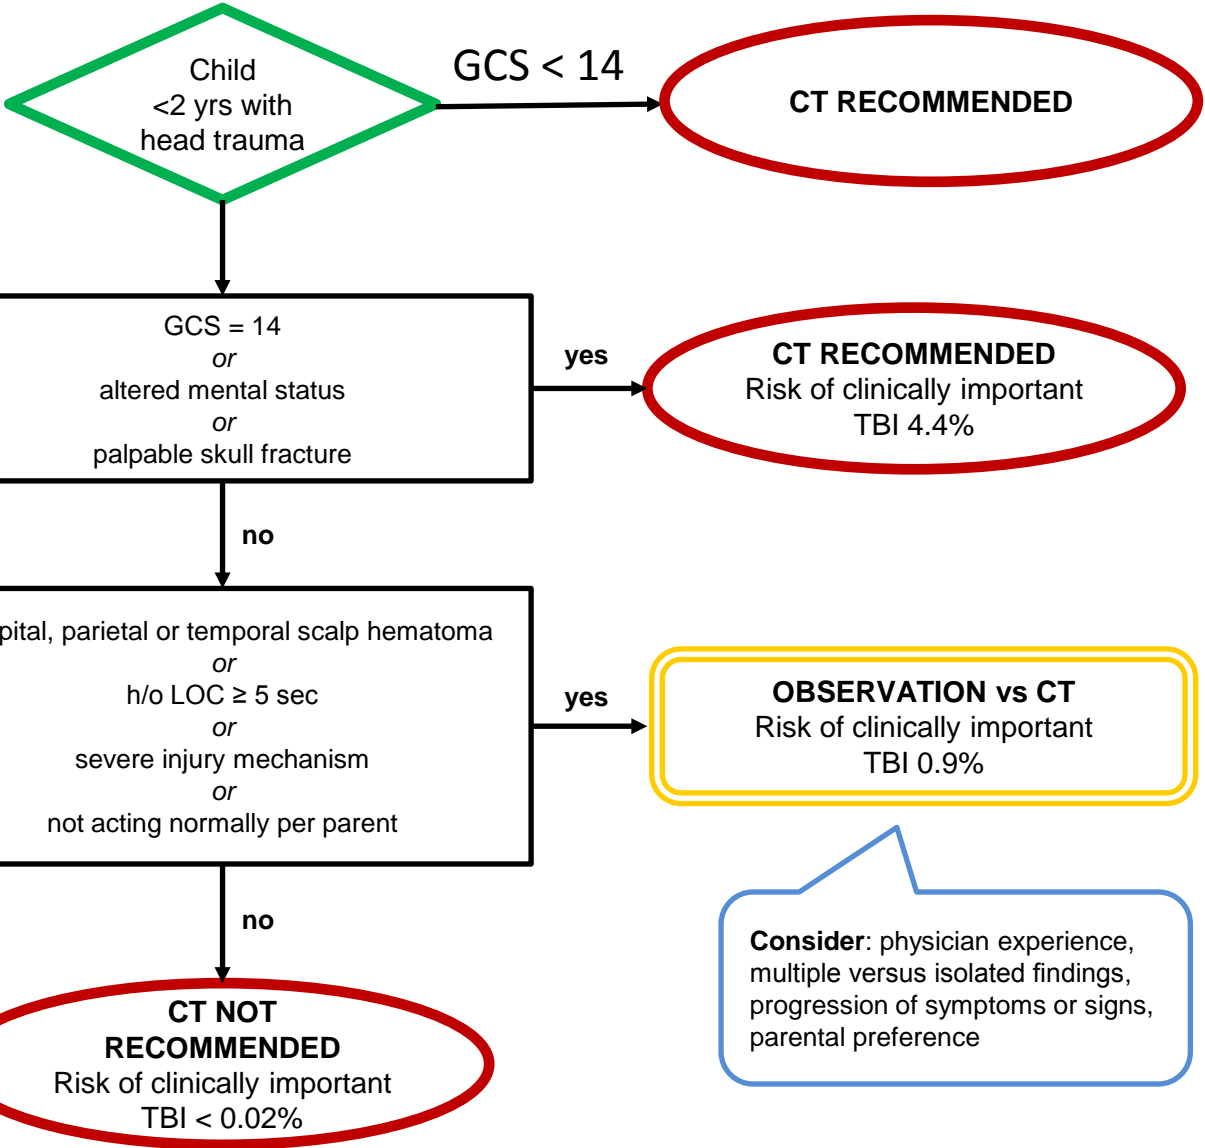 Child
<2 yrs with
head trauma
GCS < 14
CT RECOMMENDED
GCS = 14
or
altered mental status
or
palpable skull fracture
yes
CT RECOMMENDED
Risk of clinically important
TBI 4.4%
no
pital, parietal or temporal scalp hematoma
or
h/o LOC ≥ 5 sec
or
severe injury mechanism
or
not acting normally per parent
yes
OBSERVATION vs CT
Risk of clinically important
TBI 0.9%
no
Consider: physician experience,
multiple versus isolated findings,
progression of symptoms or signs,
parental preference
CT NOT
RECOMMENDED
Risk of clinically important
TBI < 0.02%